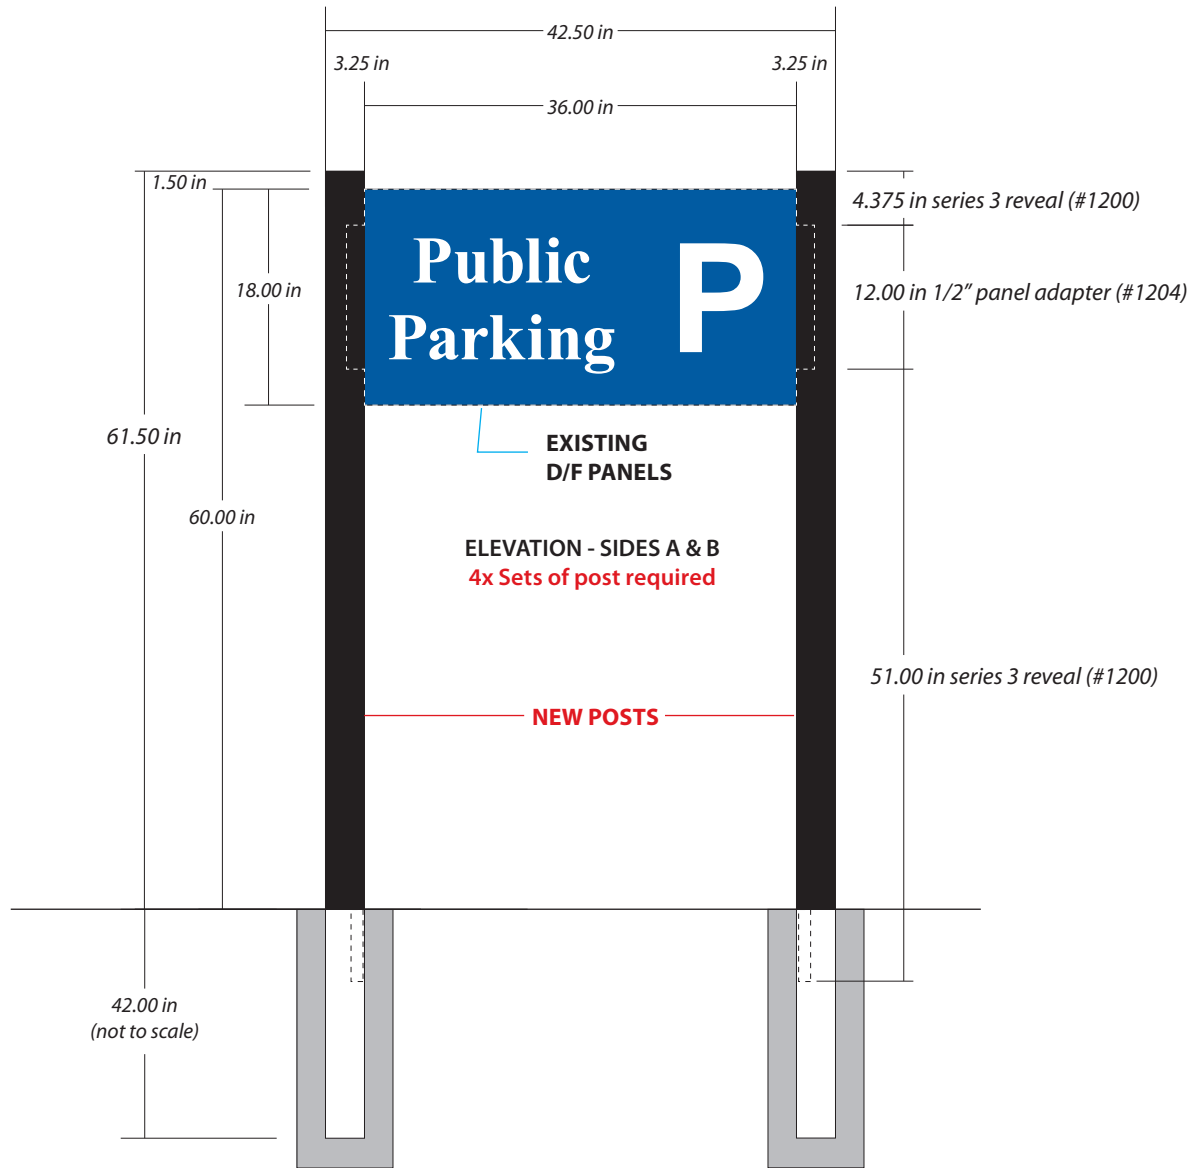 42.50 in
3.25 in
3.25 in
36.00 in
1.50 in
4.375 in series 3 reveal (#1200)
Public
Parking
P
18.00 in
12.00 in 1/2” panel adapter (#1204)
61.50 in
EXISTING
D/F PANELS
60.00 in
ELEVATION - SIDES A & B
4x Sets of post required
51.00 in series 3 reveal (#1200)
NEW POSTS
42.00 in
(not to scale)